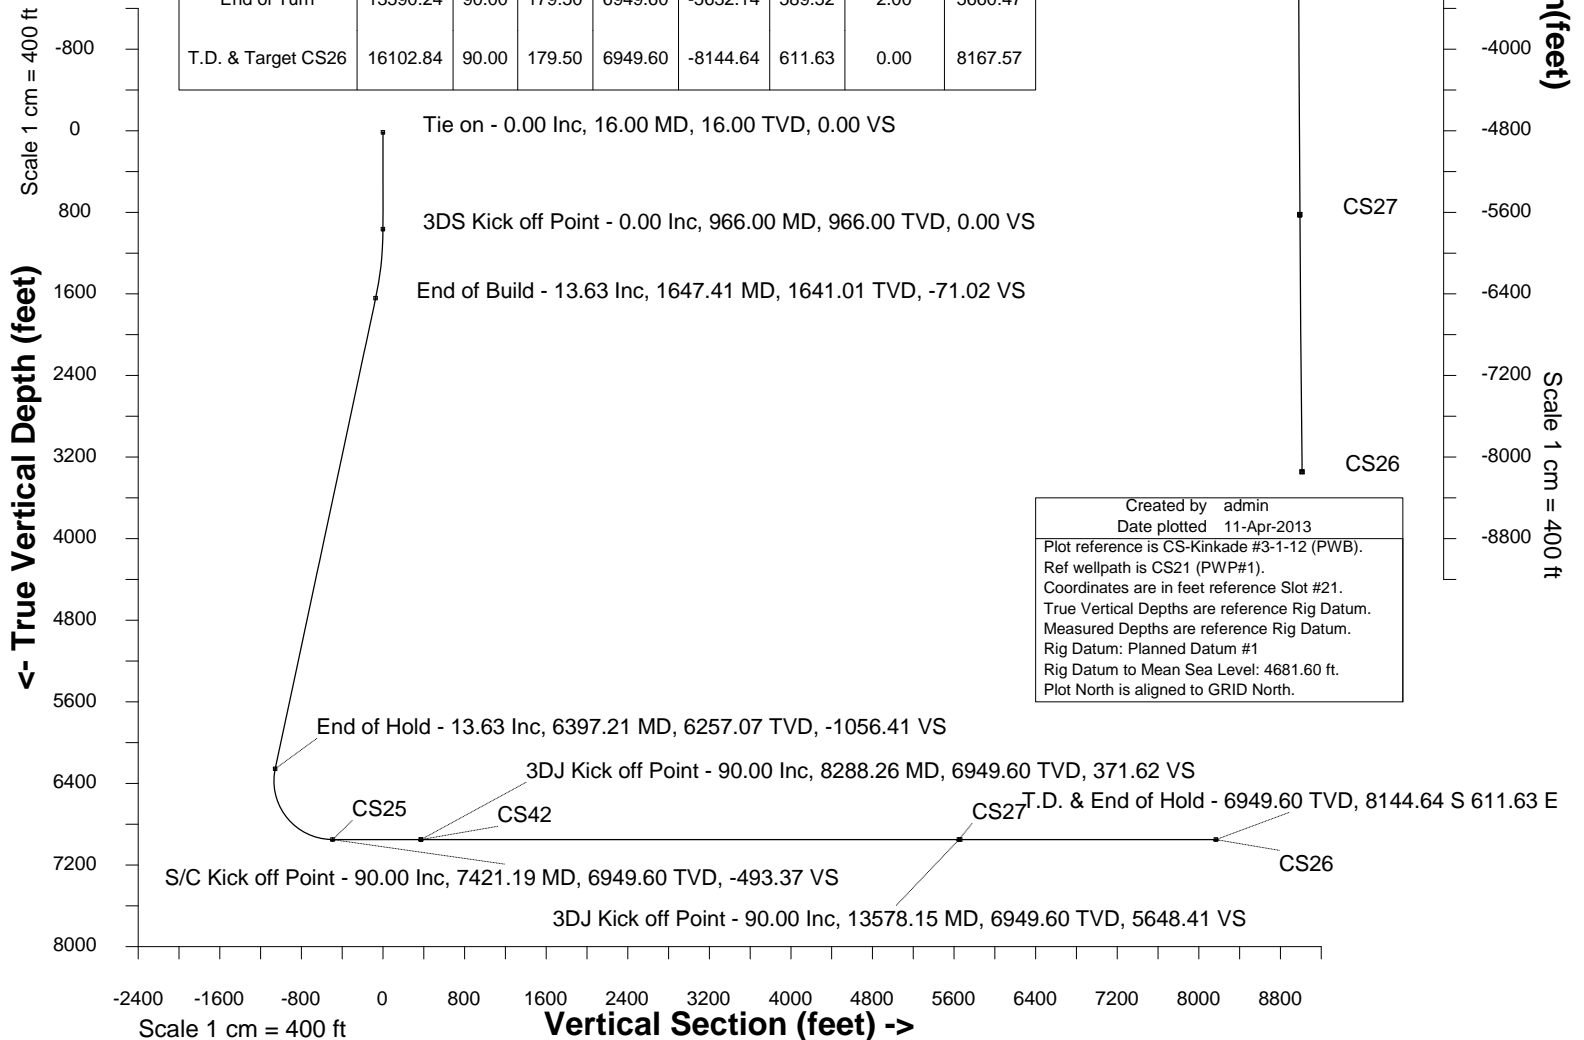 End of Turn 13590.24 90.00 179.50 6949.60 -5632.14 589.52 2.00 5660.47
T.D. & Target CS26 16102.84 90.00 179.50 6949.60 -8144.64 611.63 0.00 8167.57
Scale 1 cm = 400 ft
<- True Vertical Depth (feet)
-800
0
800
1600
2400
3200
4000
4800
5600
6400
7200
8000
Tie on - 0.00 Inc, 16.00 MD, 16.00 TVD, 0.00 VS
3DS Kick off Point - 0.00 Inc, 966.00 MD, 966.00 TVD, 0.00 VS
End of Build - 13.63 Inc, 1647.41 MD, 1641.01 TVD, -71.02 VS
End of Hold - 13.63 Inc, 6397.21 MD, 6257.07 TVD, -1056.41 VS
3DJ Kick off Point - 90.00 Inc, 8288.26 MD, 6949.60 TVD, 371.62 VS
T.D. & End of Hold - 6949.60 TVD, 8144.64 S 611.63 E
CS25
CS42
CS27
CS26
S/C Kick off Point - 90.00 Inc, 7421.19 MD, 6949.60 TVD, -493.37 VS
3DJ Kick off Point - 90.00 Inc, 13578.15 MD, 6949.60 TVD, 5648.41 VS
-2400 -1600 -800 0 800 1600 2400 3200 4000 4800 5600 6400 7200 8000 8800
Scale 1 cm = 400 ft
Vertical Section (feet) ->
CS27
CS26
Created by admin
Date plotted 11-Apr-2013
Plot reference is CS-Kinkade #3-1-12 (PWB).
Ref wellpath is CS21 (PWP#1).
Coordinates are in feet reference Slot #21.
True Vertical Depths are reference Rig Datum.
Measured Depths are reference Rig Datum.
Rig Datum: Planned Datum #1
Rig Datum to Mean Sea Level: 4681.60 ft.
Plot North is aligned to GRID North.
-4000
-4800
-5600
-6400
-7200
-8000
-8800
(feet)
Scale 1 cm = 400 ft